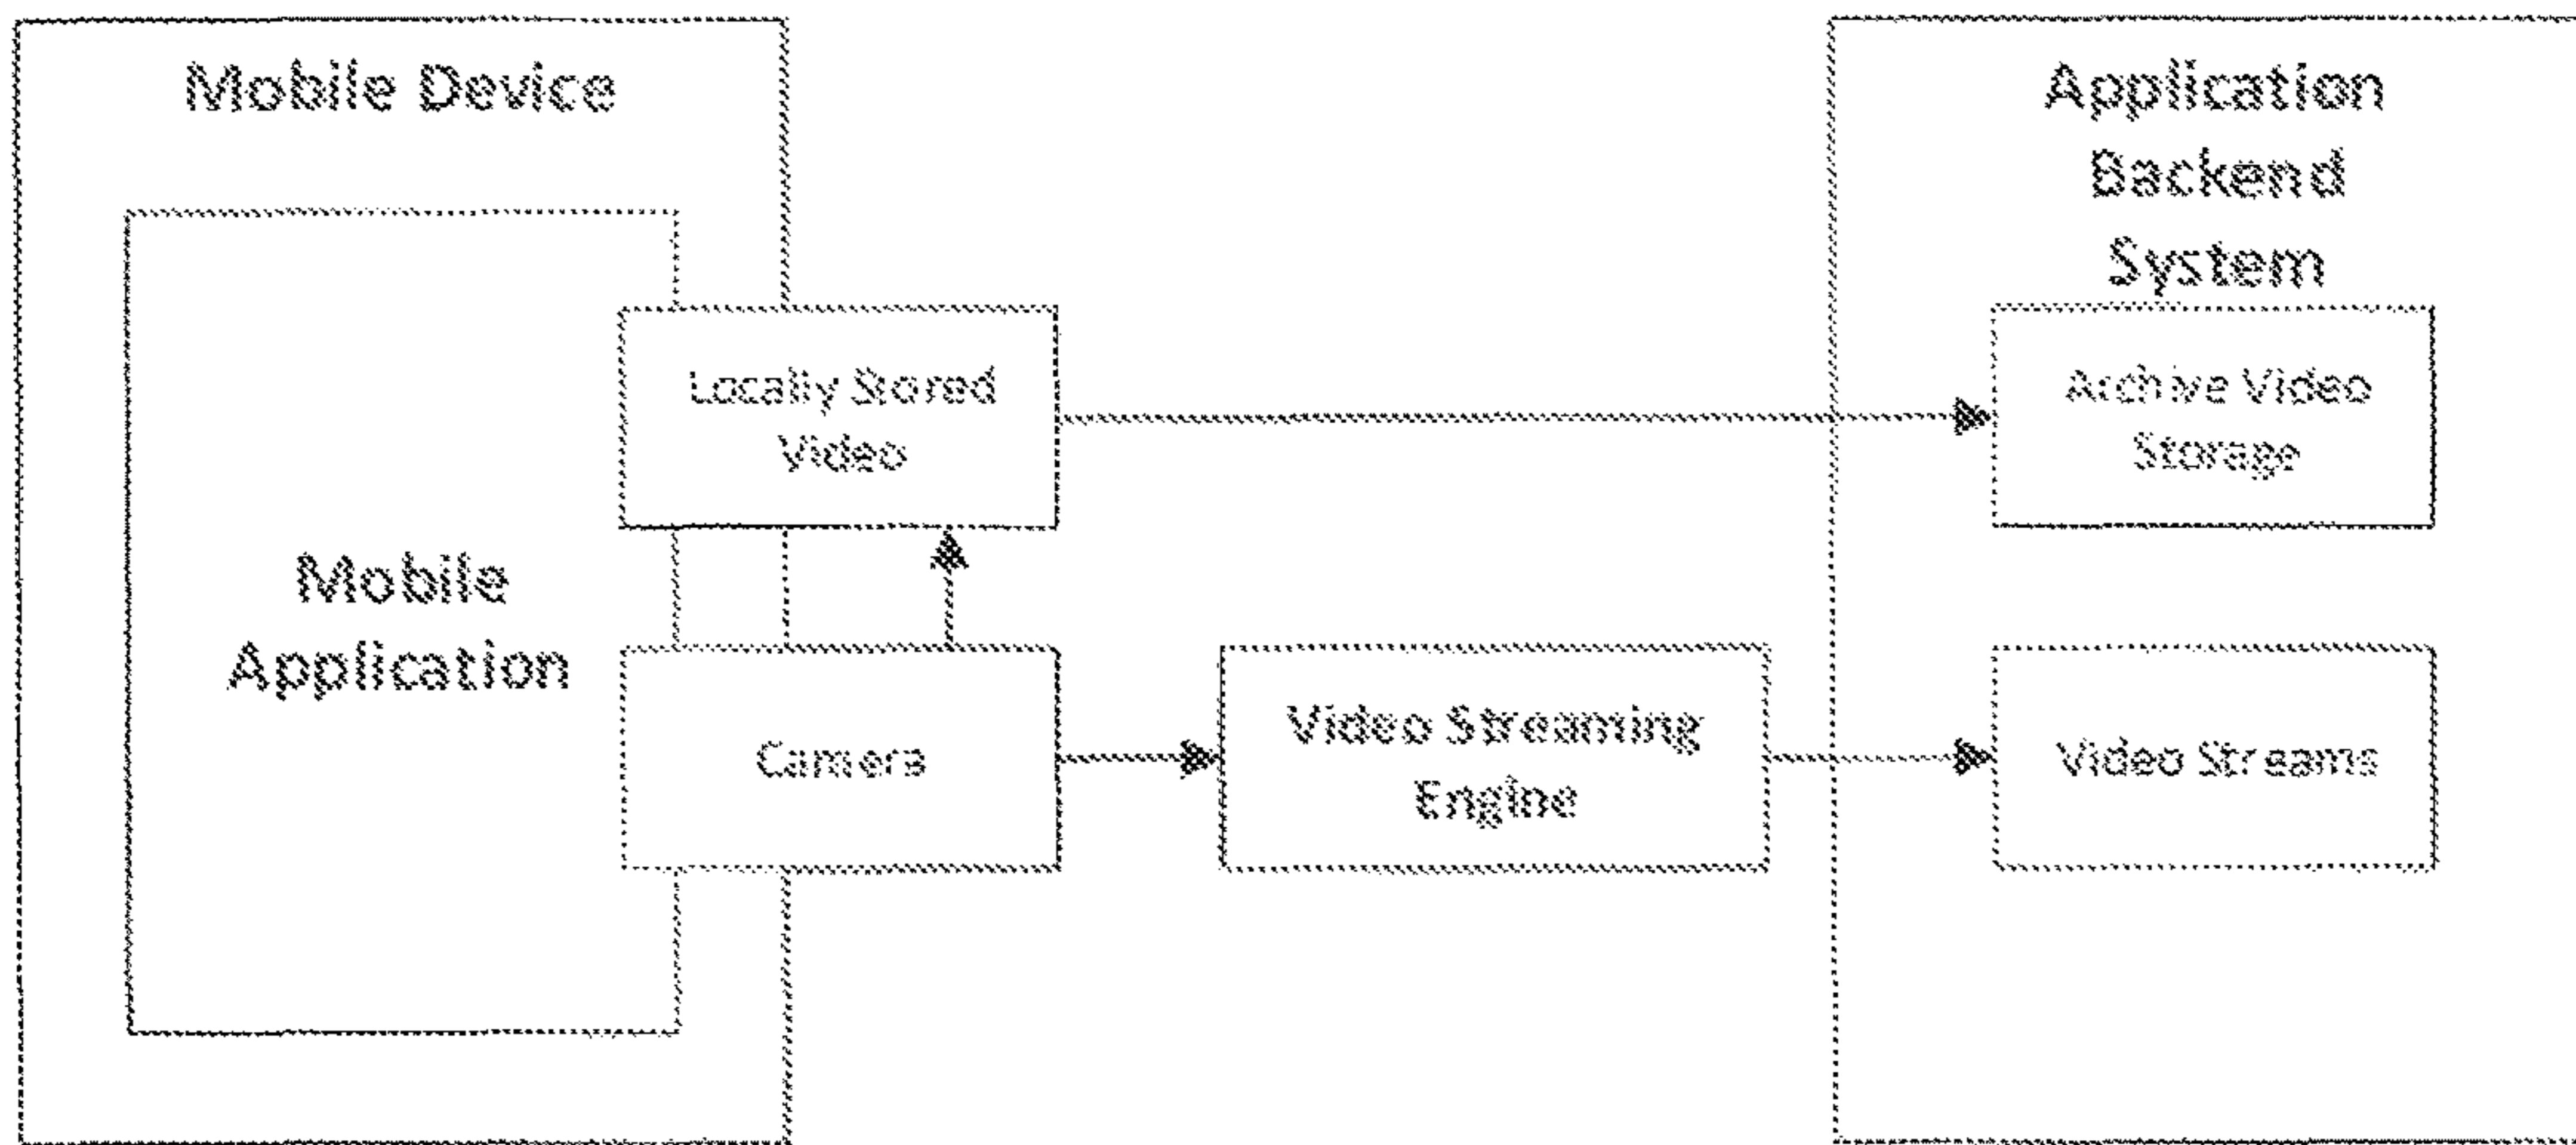 Mobile Device
Mobile
Application
Locally Stored
Video
Camera
Video Streaming
Engine
Application
Backend
System
Archive Video
Storage
Video Streams